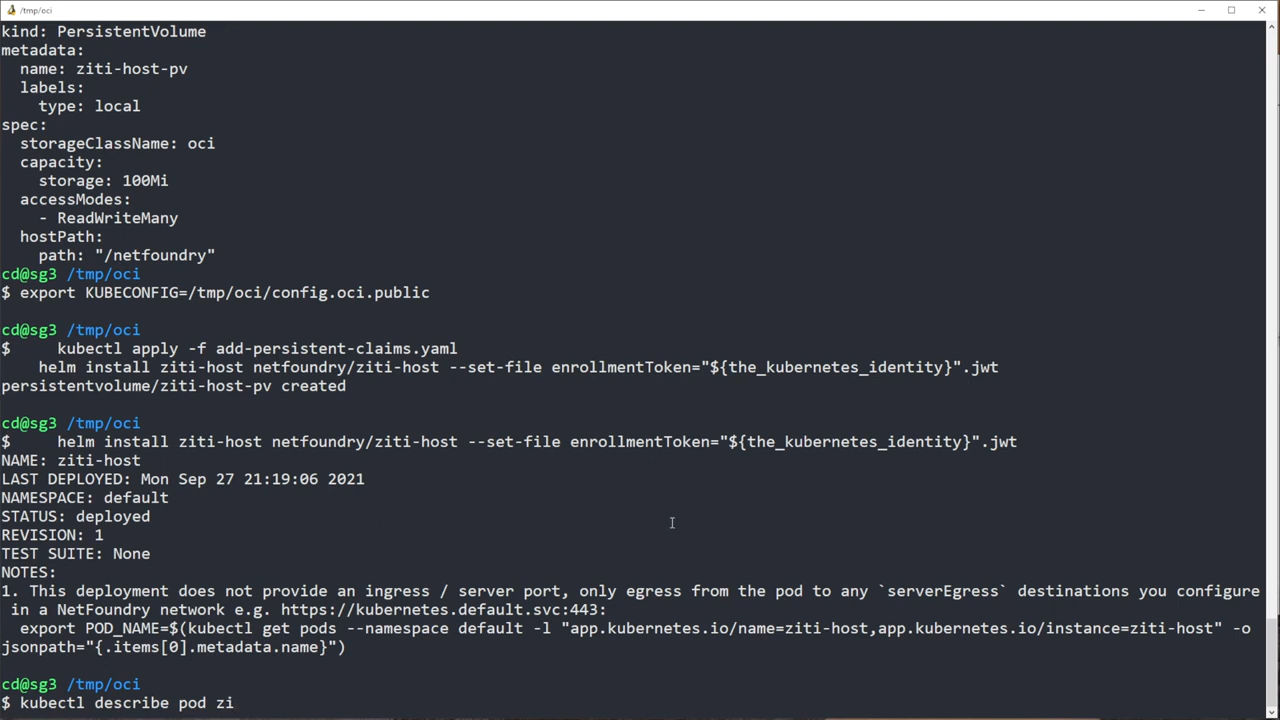 /tmp/oci
kind: PersistentVolume
metadata:
  name: ziti-host-pv
  labels:
    type: local
spec:
  storageClassName: oci
  capacity:
    storage: 100Mi
  accessModes:
    - ReadWriteMany
  hostPath:
    path: "/netfoundry"
cd@sg3 /tmp/oci
$ export KUBECONFIG=/tmp/oci/config.oci.public
cd@sg3 /tmp/oci
$     kubectl apply -f add-persistent-claims.yaml
    helm install ziti-host netfoundry/ziti-host --set-file enrollmentToken="${the_kubernetes_identity}".jwt
persistentvolume/ziti-host-pv created
cd@sg3 /tmp/oci
$     helm install ziti-host netfoundry/ziti-host --set-file enrollmentToken="${the_kubernetes_identity}".jwt
NAME: ziti-host
LAST DEPLOYED: Mon Sep 27 21:19:06 2021
NAMESPACE: default
STATUS: deployed
REVISION: 1
TEST SUITE: None
NOTES:
1. This deployment does not provide an ingress / server port, only egress from the pod to any `serverEgress` destinations you configure
 in a NetFoundry network e.g. https://kubernetes.default.svc:443:
  export POD_NAME=$(kubectl get pods --namespace default -l "app.kubernetes.io/name=ziti-host,app.kubernetes.io/instance=ziti-host" -o
jsonpath="{.items[0].metadata.name}")
cd@sg3 /tmp/oci
$ kubectl describe pod zi